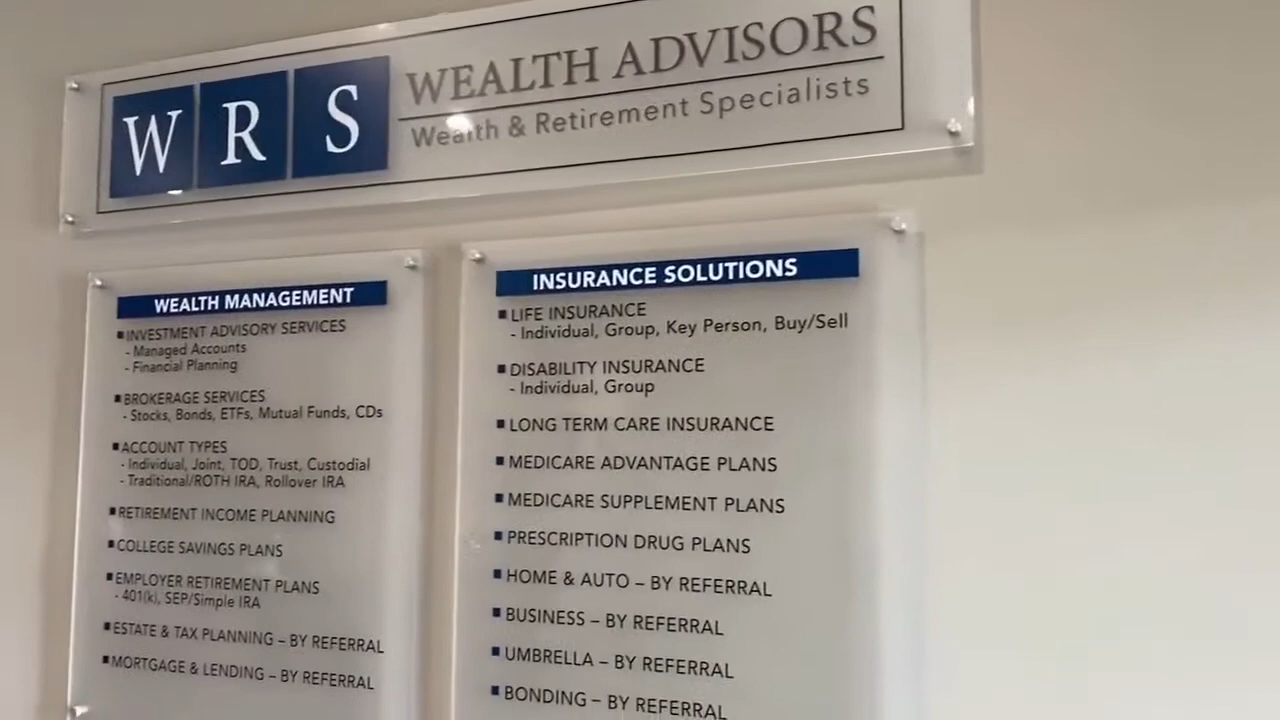 W R S
WEALTH ADVISORS
Wealth & Retirement Specialists
WEALTH MANAGEMENT
■ INVESTMENT ADVISORY SERVICES
- Managed Accounts
- Financial Planning
■ BROKERAGE SERVICES
- Stocks, Bonds, ETFs, Mutual Funds, CDs
■ ACCOUNT TYPES
- Individual, Joint, TOD, Trust, Custodial
- Traditional/ROTH IRA, Rollover IRA
■ RETIREMENT INCOME PLANNING
■ COLLEGE SAVINGS PLANS
■ EMPLOYER RETIREMENT PLANS
- 401(k), SEP/Simple IRA
■ ESTATE & TAX PLANNING – BY REFERRAL
■ MORTGAGE & LENDING – BY REFERRAL
INSURANCE SOLUTIONS
■ LIFE INSURANCE
- Individual, Group, Key Person, Buy/Sell
■ DISABILITY INSURANCE
- Individual, Group
■ LONG TERM CARE INSURANCE
■ MEDICARE ADVANTAGE PLANS
■ MEDICARE SUPPLEMENT PLANS
■ PRESCRIPTION DRUG PLANS
■ HOME & AUTO – BY REFERRAL
■ BUSINESS – BY REFERRAL
■ UMBRELLA – BY REFERRAL
■ BONDING – BY REFERRAL